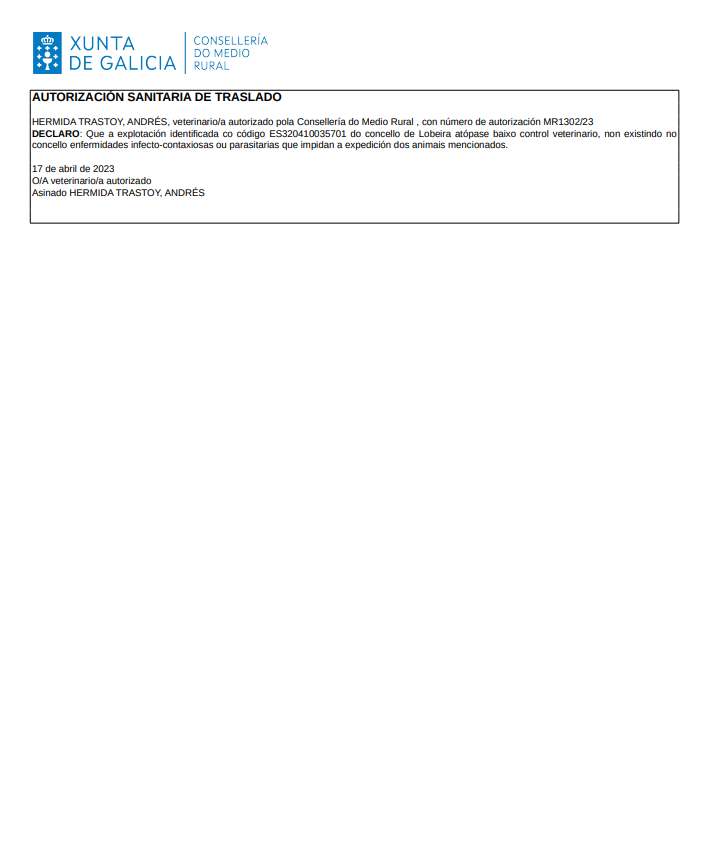 XUNTA
DE GALICIA
CONSELLERÍA
DO MEDIO
RURAL
AUTORIZACIÓN SANITARIA DE TRASLADO
HERMIDA TRASTOY, ANDRÉS, veterinario/a autorizado pola Consellería do Medio Rural , con número de autorización MR1302/23
DECLARO: Que a explotación identificada co código ES320410035701 do concello de Lobeira atópase baixo control veterinario, non existindo no
concello enfermidades infecto-contaxiosas ou parasitarias que impidan a expedición dos animais mencionados.
17 de abril de 2023
O/A veterinario/a autorizado
Asinado HERMIDA TRASTOY, ANDRÉS